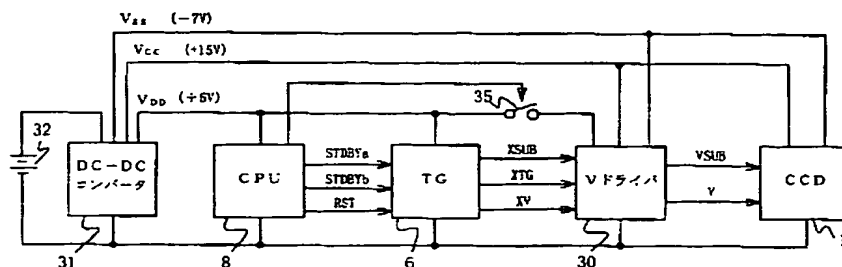 VSS (−7V)
VCC (+15V)
VDD (+5V)
35
32
DC−DC
コンバータ
CPU
STDBYa
STDBYb
RST
TG
XSUB
XTG
XV
Vドライバ
VSUB
V
CCD
31
8
6
30